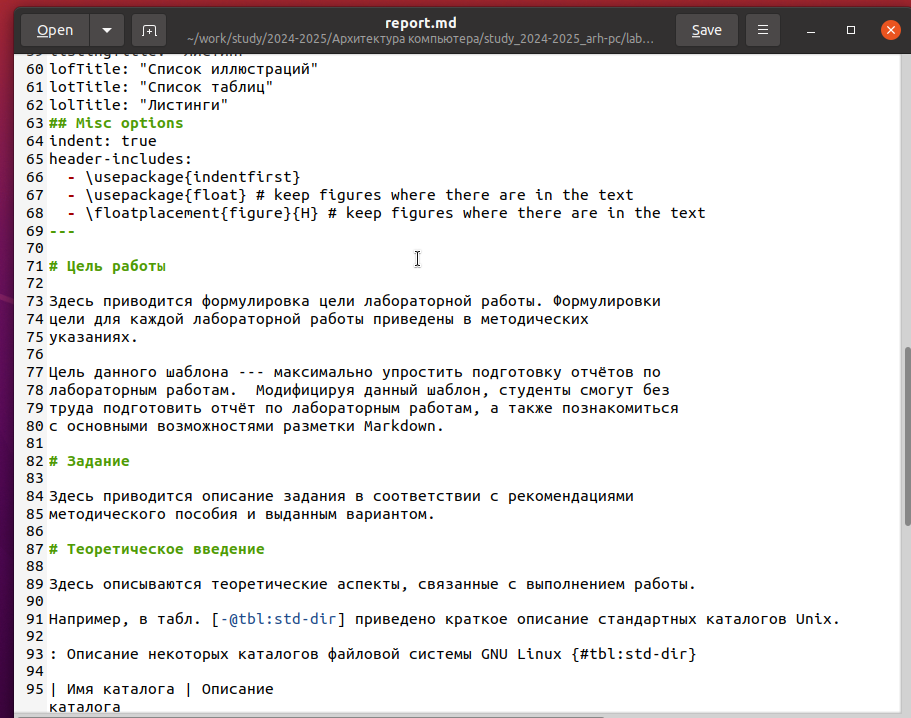 report.md
Open
~/work/study/2024-2025/Архитектура компьютера/study_2024-2025_arh-pc/lab...
Save
60 lofTitle: "Список иллюстраций"
61 lotTitle: "Список таблиц"
62 lolTitle: "Листинги"
63 ## Misc options
64 indent: true
65 header-includes:
66   - \usepackage{indentfirst}
67   - \usepackage{float} # keep figures where there are in the text
68   - \floatplacement{figure}{H} # keep figures where there are in the text
69 ---
70
71 # Цель работы
72
73 Здесь приводится формулировка цели лабораторной работы. Формулировки
74 цели для каждой лабораторной работы приведены в методических
75 указаниях.
76
77 Цель данного шаблона --- максимально упростить подготовку отчётов по
78 лабораторным работам.  Модифицируя данный шаблон, студенты смогут без
79 труда подготовить отчёт по лабораторным работам, а также познакомиться
80 с основными возможностями разметки Markdown.
81
82 # Задание
83
84 Здесь приводится описание задания в соответствии с рекомендациями
85 методического пособия и выданным вариантом.
86
87 # Теоретическое введение
88
89 Здесь описываются теоретические аспекты, связанные с выполнением работы.
90
91 Например, в табл. [-@tbl:std-dir] приведено краткое описание стандартных каталогов Unix.
92
93 : Описание некоторых каталогов файловой системы GNU Linux {#tbl:std-dir}
94
95 | Имя каталога | Описание
каталога